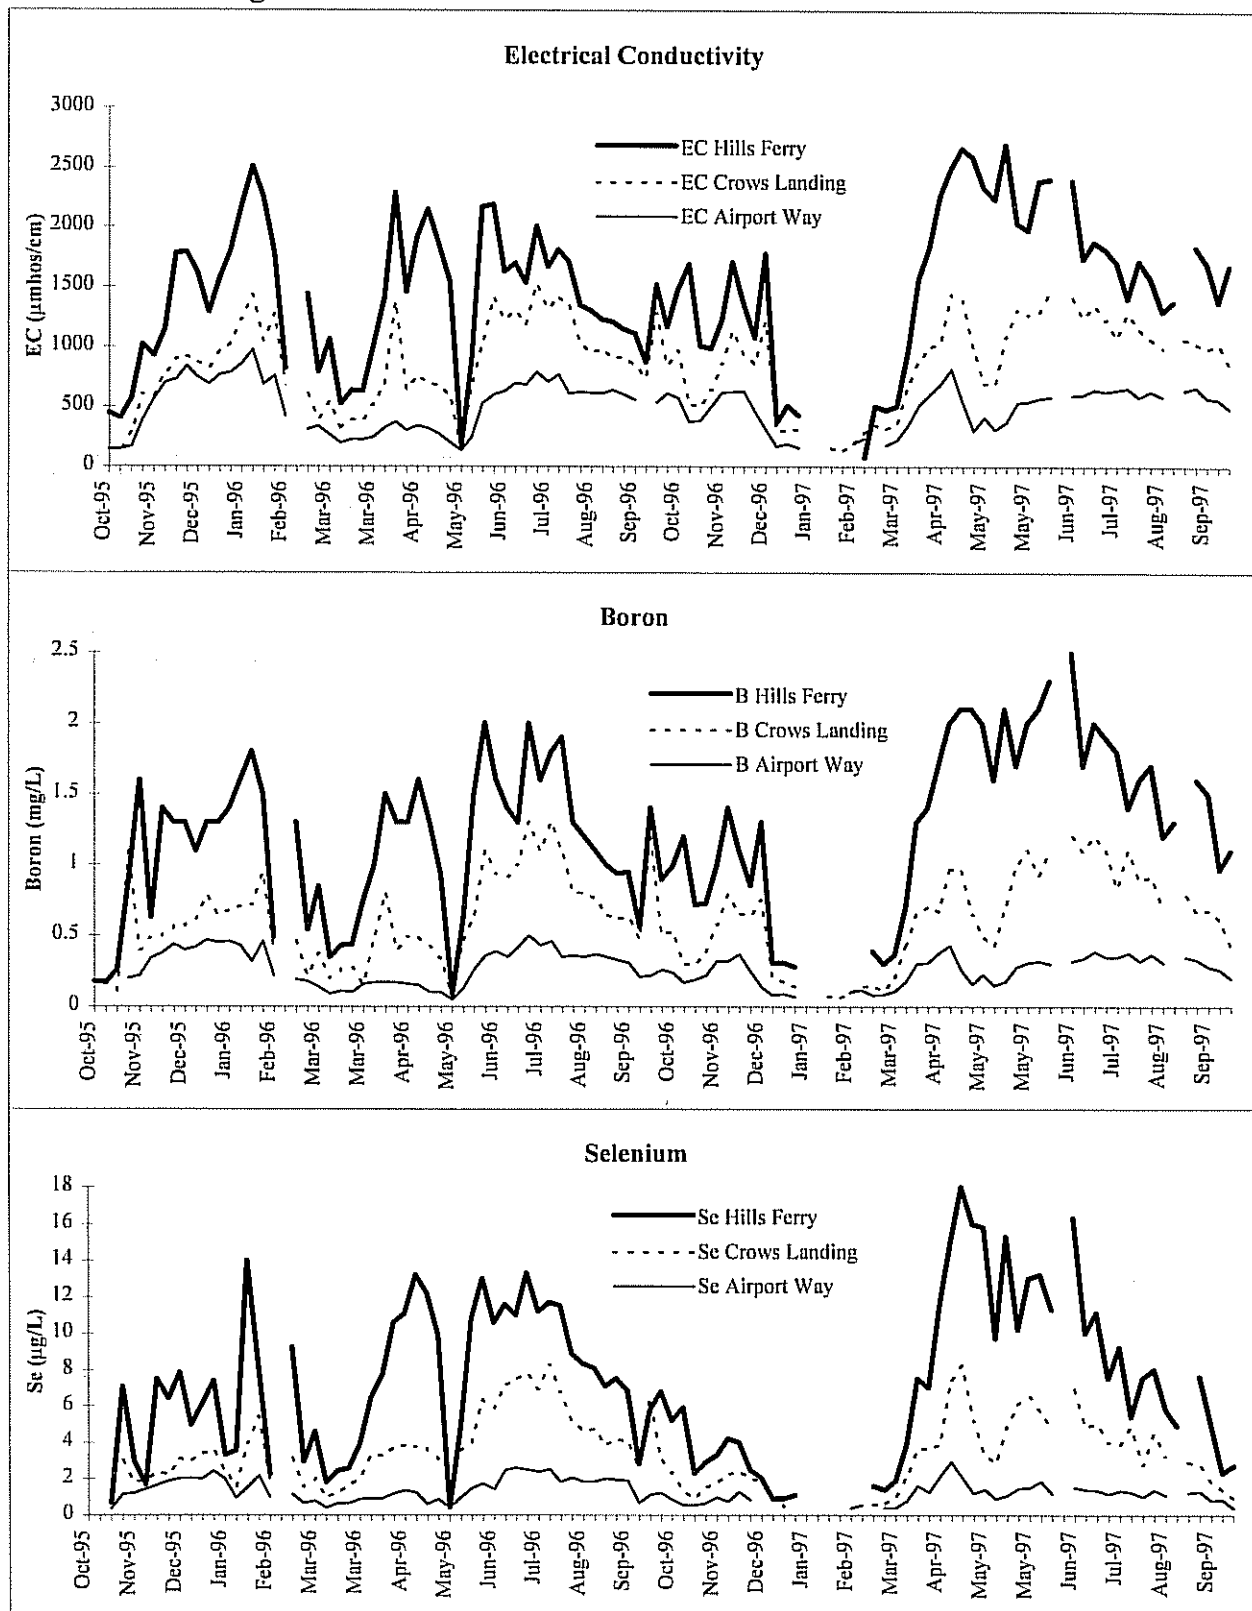 Electrical Conductivity
3000
2500
2000
1500
1000
500
0
EC (µmhos/cm)
EC Hills Ferry
EC Crows Landing
EC Airport Way
Oct-95
Nov-95
Dec-95
Jan-96
Feb-96
Mar-96
Mar-96
Apr-96
May-96
Jun-96
Jul-96
Aug-96
Sep-96
Oct-96
Nov-96
Dec-96
Jan-97
Feb-97
Mar-97
Apr-97
May-97
May-97
Jun-97
Jul-97
Aug-97
Sep-97
Boron
2.5
2
1.5
1
0.5
0
Boron (mg/L)
B Hills Ferry
B Crows Landing
B Airport Way
Oct-95
Nov-95
Dec-95
Jan-96
Feb-96
Mar-96
Mar-96
Apr-96
May-96
Jun-96
Jul-96
Aug-96
Sep-96
Oct-96
Nov-96
Dec-96
Jan-97
Feb-97
Mar-97
Apr-97
May-97
May-97
Jun-97
Jul-97
Aug-97
Sep-97
Selenium
18
16
14
12
10
8
6
4
2
0
Se (µg/L)
Se Hills Ferry
Se Crows Landing
Se Airport Way
Oct-95
Nov-95
Dec-95
Jan-96
Feb-96
Mar-96
Mar-96
Apr-96
May-96
Jun-96
Jul-96
Aug-96
Sep-96
Oct-96
Nov-96
Dec-96
Jan-97
Feb-97
Mar-97
Apr-97
May-97
May-97
Jun-97
Jul-97
Aug-97
Sep-97